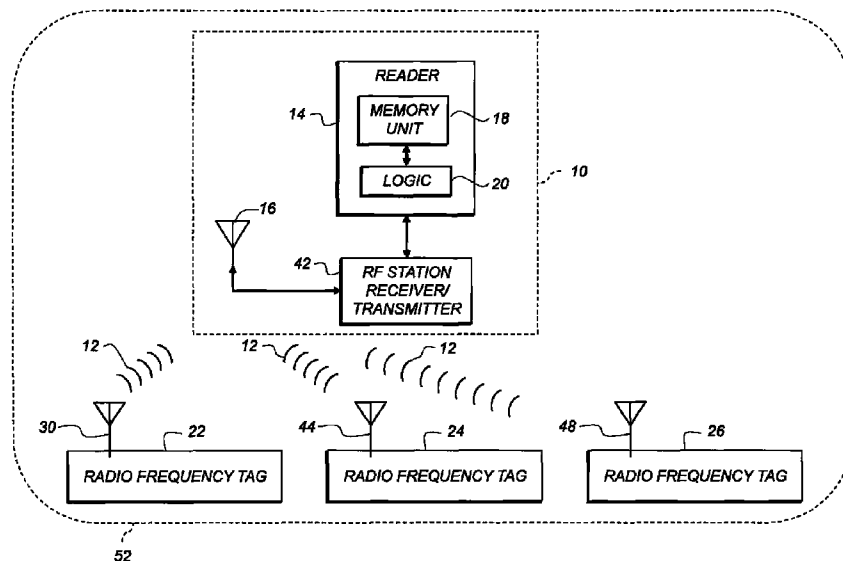 READER
14
MEMORY
UNIT
18
LOGIC
20
10
16
42
RF STATION
RECEIVER/
TRANSMITTER
12
12
12
30
22
44
24
48
26
RADIO FREQUENCY TAG
RADIO FREQUENCY TAG
RADIO FREQUENCY TAG
52